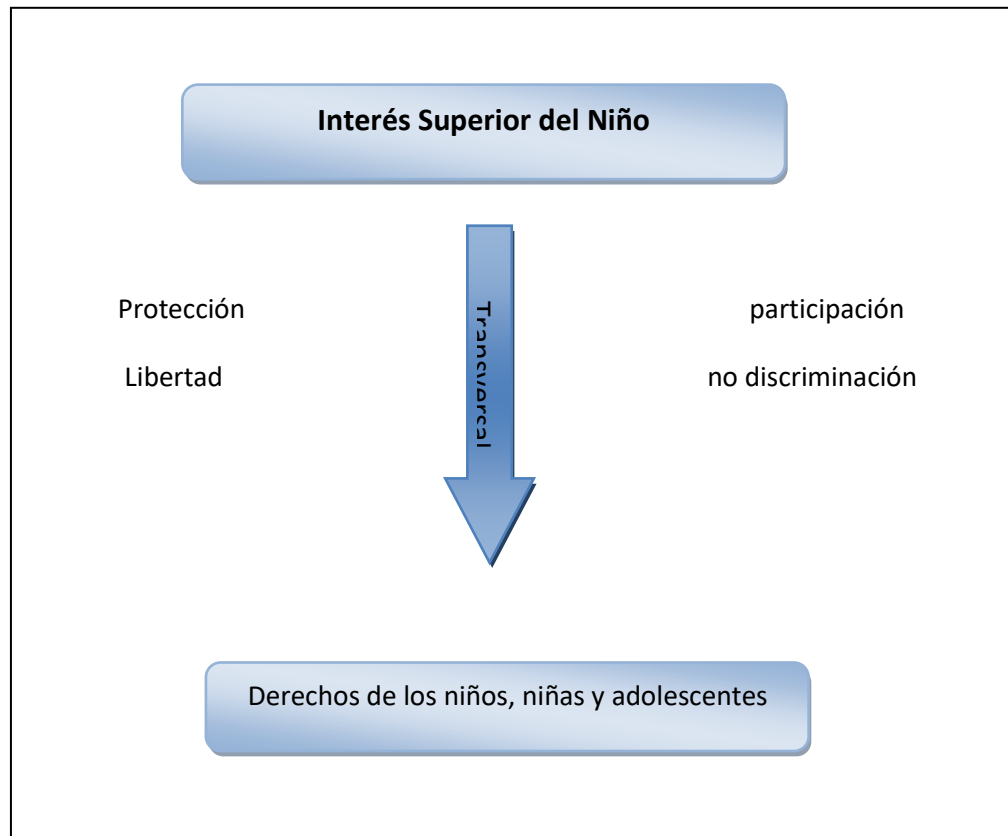 Interés Superior del Niño
Protección
participación
Transversal
Libertad
no discriminación
Derechos de los niños, niñas y adolescentes